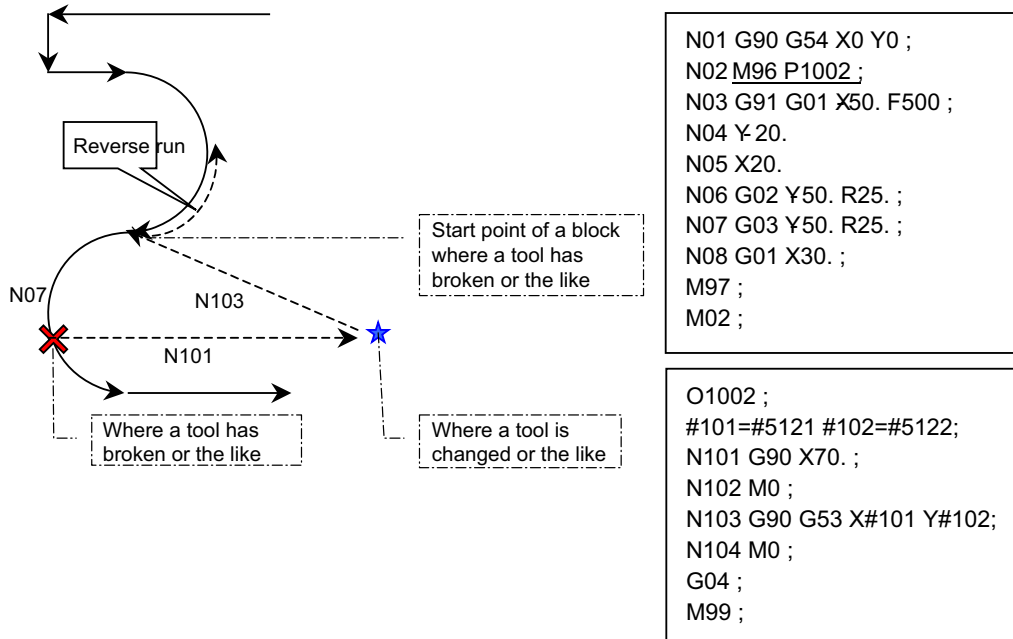 Reverse run
Start point of a block
where a tool has
broken or the like
N07
N103
N101
Where a tool has
broken or the like
Where a tool is
changed or the like
N01 G90 G54 X0 Y0 ;
N02 M96 P1002 ;
N03 G91 G01 X-50. F500 ;
N04 Y-20.
N05 X20.
N06 G02 Y-50. R25. ;
N07 G03 Y-50. R25. ;
N08 G01 X30. ;
M97 ;
M02 ;
O1002 ;
#101=#5121 #102=#5122;
N101 G90 X70. ;
N102 M0 ;
N103 G90 G53 X#101 Y#102;
N104 M0 ;
G04 ;
M99 ;